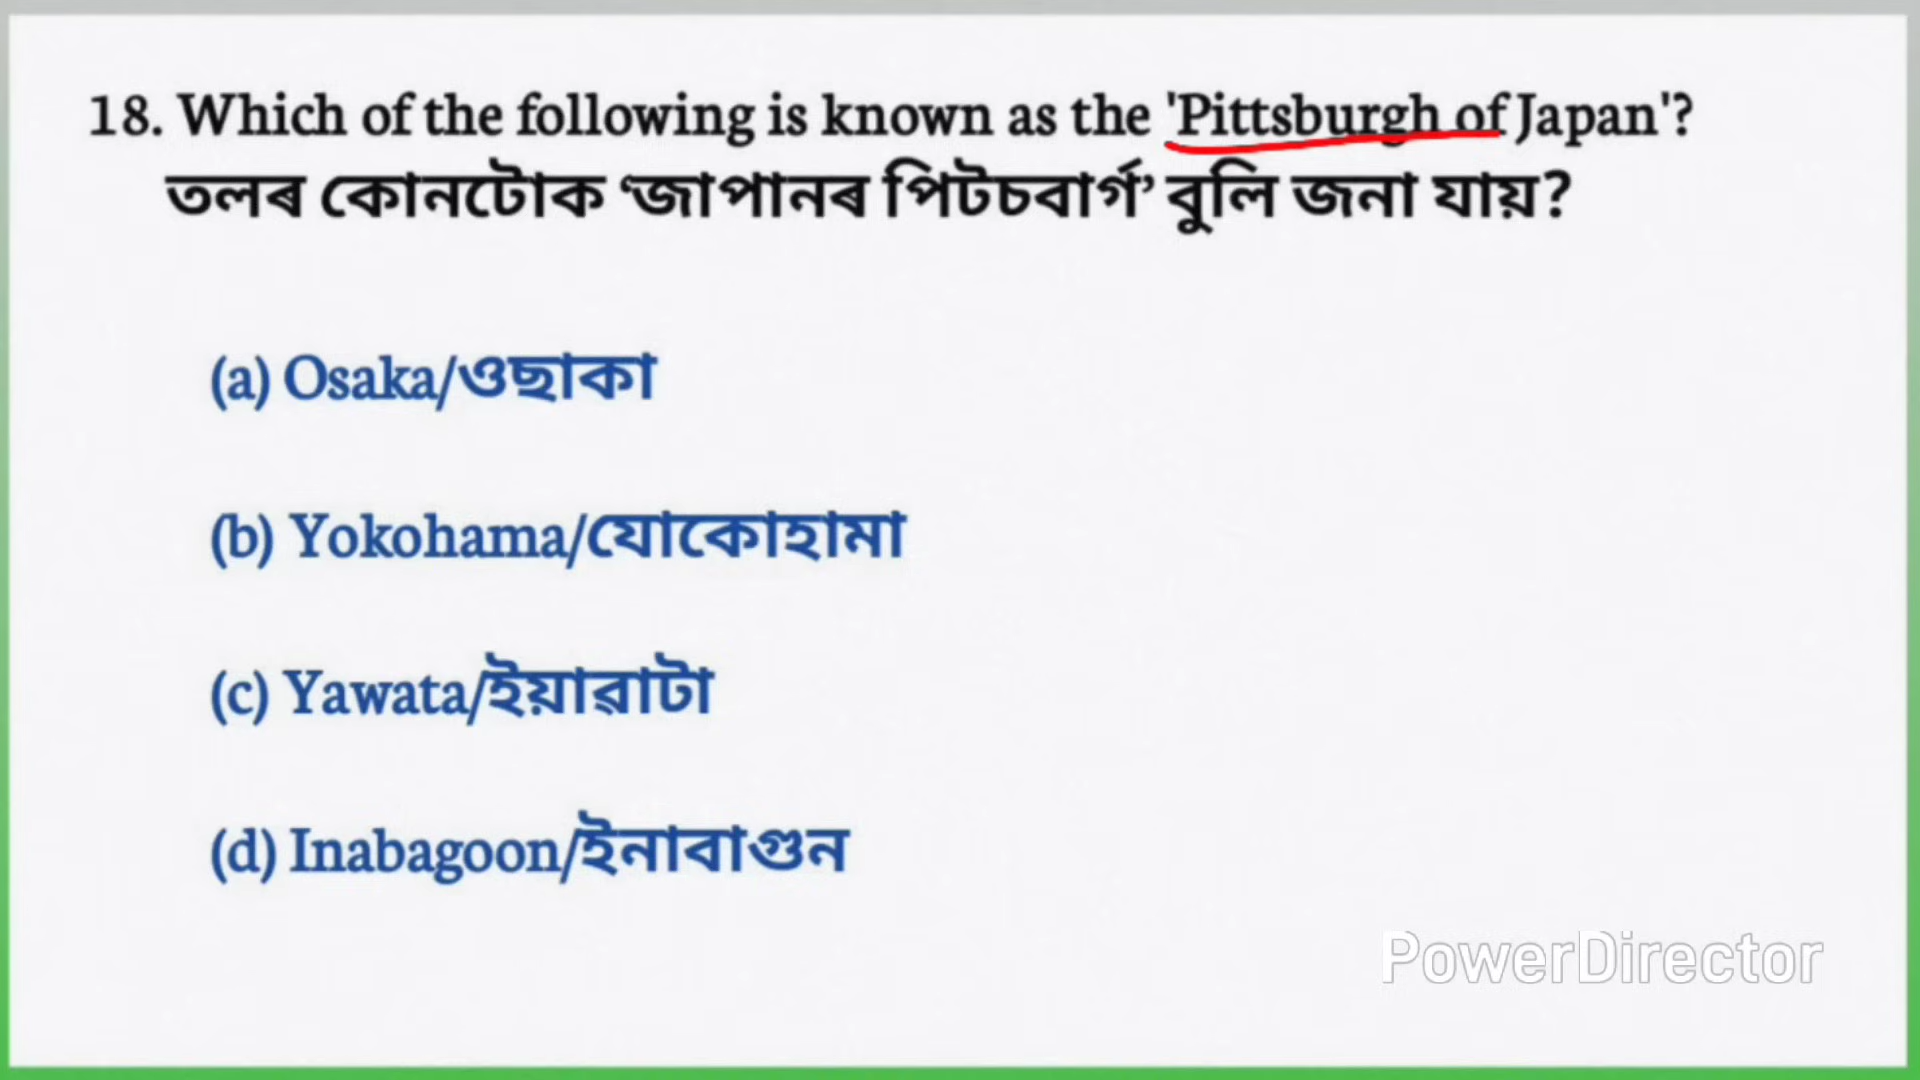 18. Which of the following is known as the 'Pittsburgh of Japan'?
তলৰ কোনটোক ‘জাপানৰ পিটচবার্গ’ বুলি জনা যায়?
(a) Osaka/ওছাকা
(b) Yokohama/যোকোহামা
(c) Yawata/ইয়াৱাটা
(d) Inabagoon/ইনাবাগুন
PowerDirector